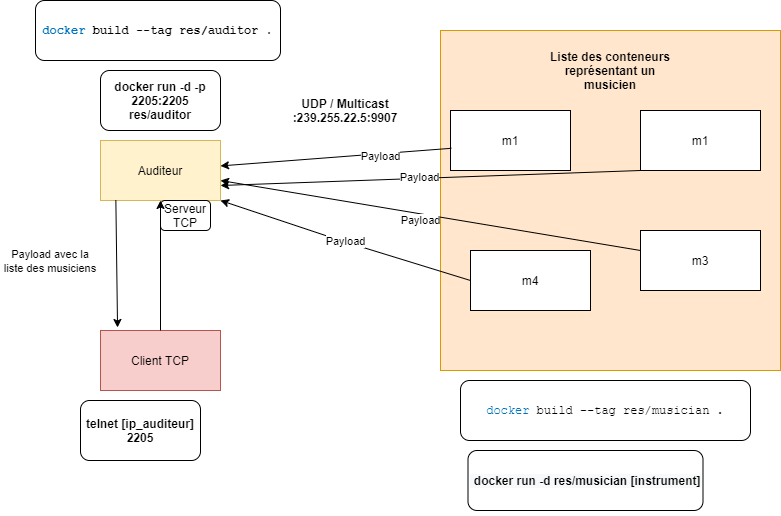 docker build --tag res/auditor .
docker run -d -p
2205:2205
res/auditor
UDP / Multicast
:239.255.22.5:9907
Liste des conteneurs
représentant un
musicien
m1
m1
Payload
Auditeur
Payload
Serveur
TCP
Payload
Payload
Payload avec la
liste des musiciens
m3
m4
Client TCP
telnet [ip_auditeur]
2205
docker build --tag res/musician .
docker run -d res/musician [instrument]